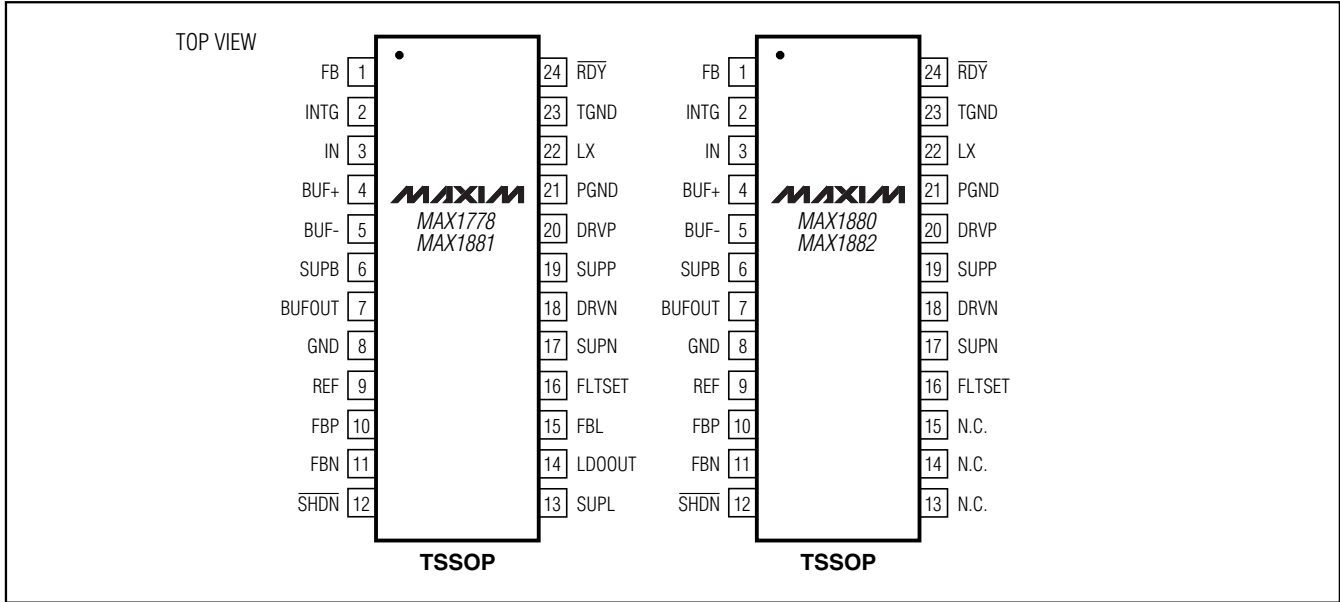 TOP VIEW
FB 1
INTG 2
IN 3
BUF+ 4
BUF- 5
SUPB 6
BUFOUT 7
GND 8
REF 9
FBP 10
FBN 11
SHDN 12
MAXIM
MAX1778
MAX1881
24 RDY
23 TGND
22 LX
21 PGND
20 DRVP
19 SUPP
18 DRVN
17 SUPN
16 FLTSET
15 FBL
14 LDOOUT
13 SUPL
TSSOP
FB 1
INTG 2
IN 3
BUF+ 4
BUF- 5
SUPB 6
BUFOUT 7
GND 8
REF 9
FBP 10
FBN 11
SHDN 12
MAXIM
MAX1880
MAX1882
24 RDY
23 TGND
22 LX
21 PGND
20 DRVP
19 SUPP
18 DRVN
17 SUPN
16 FLTSET
15 N.C.
14 N.C.
13 N.C.
TSSOP